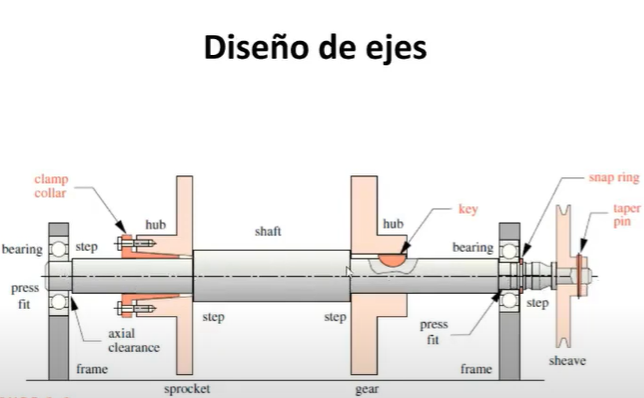 Diseño de ejes
clamp
collar
hub
shaft
hub
key
snap ring
taper
pin
bearing
step
bearing
press
fit
axial
clearance
step
step
press
fit
step
frame
frame
sheave
sprocket
gear